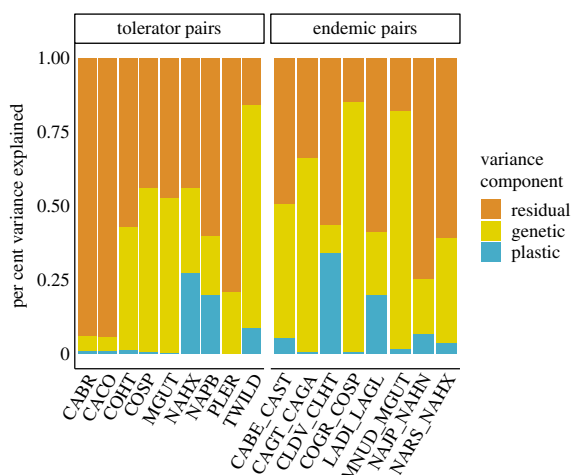 tolerator pairs
endemic pairs
per cent variance explained
1.00
0.75
0.50
0.25
0
CABR
CACO
COHT
COSP
MGUT
NAHX
NAPB
PLER
TWILD
CABE_CAST
CAGT_CAGA
CLDV_CLHT
COGR_COSP
LADI_LAGL
MNUD_MGUT
NAJP_NAHN
NARS_NAHX
variance
component
residual
genetic
plastic